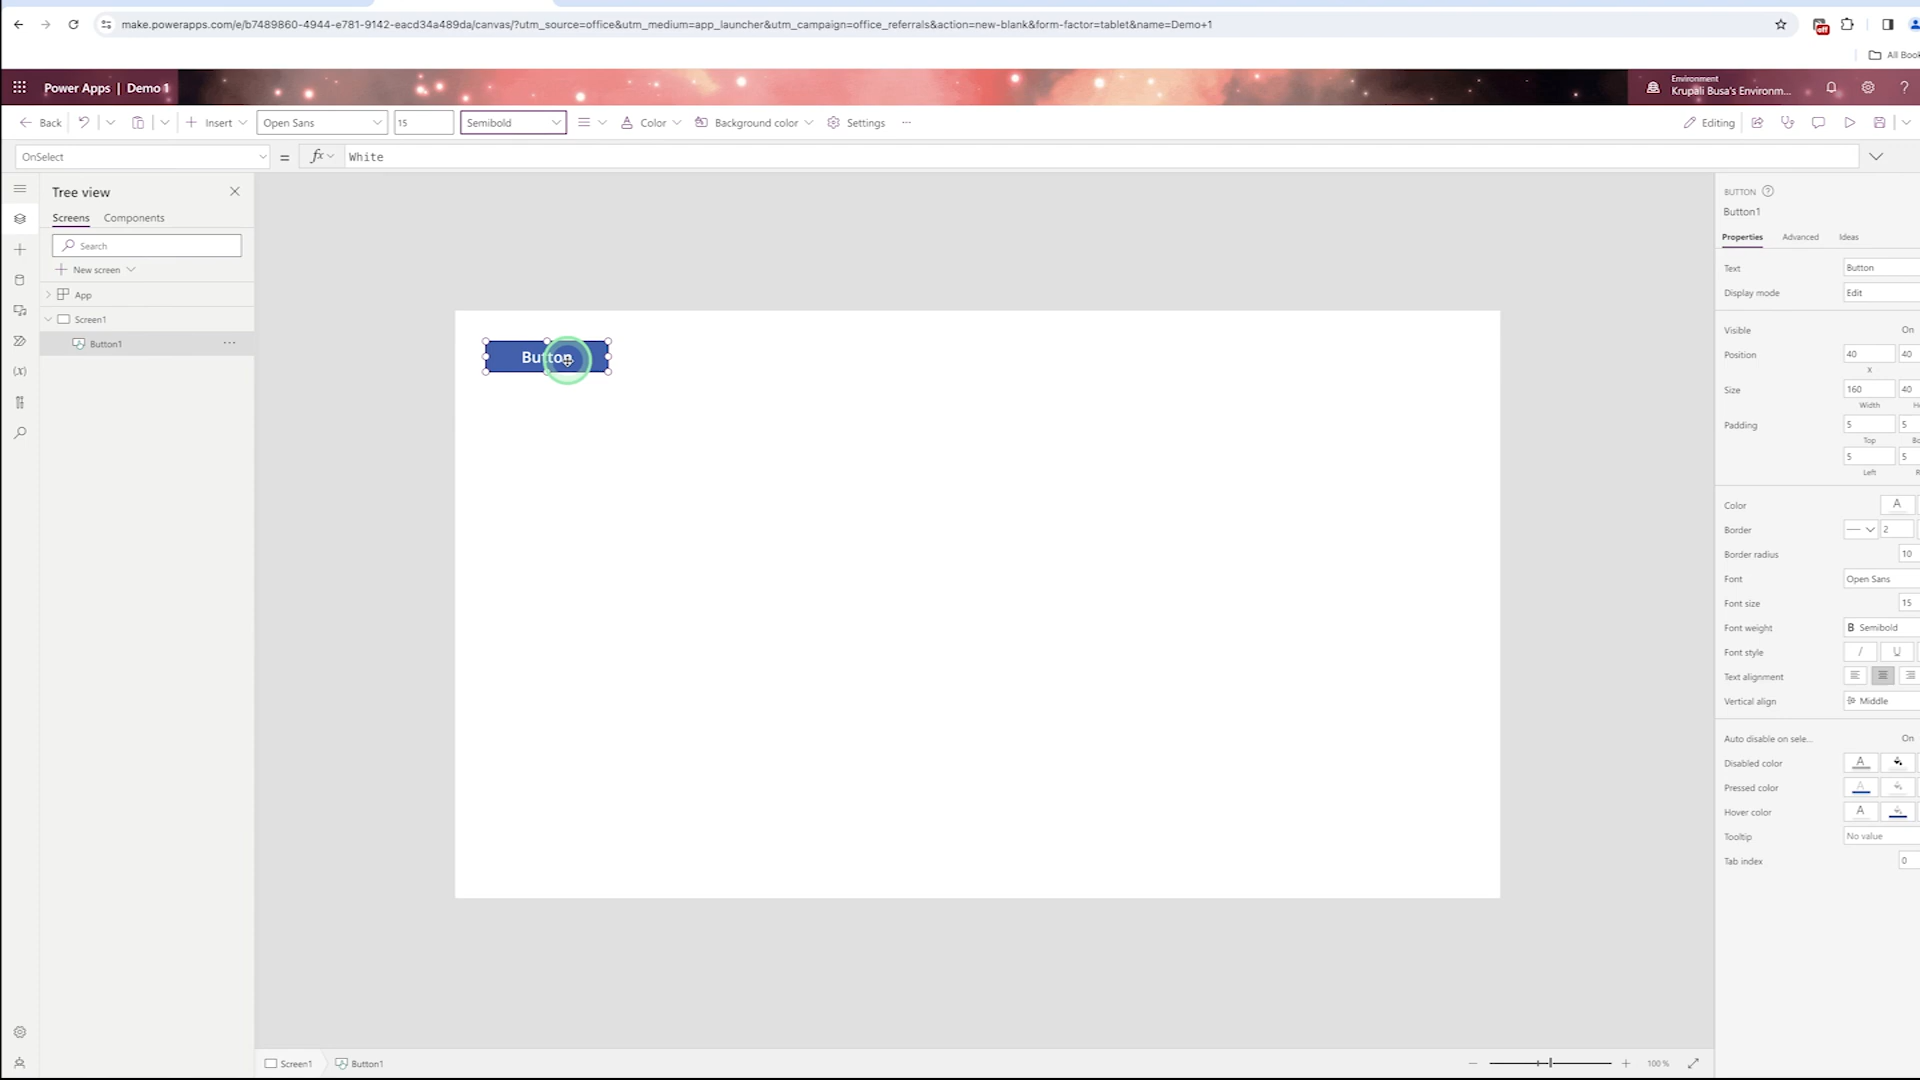 make.powerapps.com/e/b7489860-4944-e781-9142-eacd34a489da/canvas/?utm_source=office&utm_medium=app_launcher&utm_campaign=office_referrals&action=new-blank&form-factor=tablet&name=Demo+1
off
All Book
Power Apps | Demo 1
Environment
Krupali Busa's Environm...
Back
Insert
Open Sans
15
Semibold
Color
Background color
Settings
Editing
OnSelect
= fx White
Tree view
Screens Components
Search
New screen
App
Screen1
Button1
Button
BUTTON
Button1
Properties Advanced Ideas
Text Button
Display mode Edit
Visible On
Position 40 40
X
Size 160 40
Width H
Padding 5 5
Top Bo
5 5
Left R
Color A
Border 2
Border radius 10
Font Open Sans
Font size 15
Font weight B Semibold
Font style / U
Text alignment
Vertical align Middle
Auto disable on sele... On
Disabled color A
Pressed color A
Hover color A
Tooltip No value
Tab index 0
Screen1 Button1
100 %